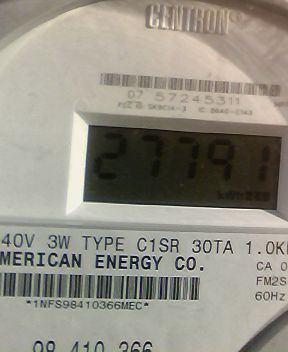 CENTRON
07 57245311
27791
40V 3W TYPE C1SR 30TA 1.0K
MERICAN ENERGY CO.
CA 0
FM2S
60Hz
*1NFS98410366MEC*
98 410 366